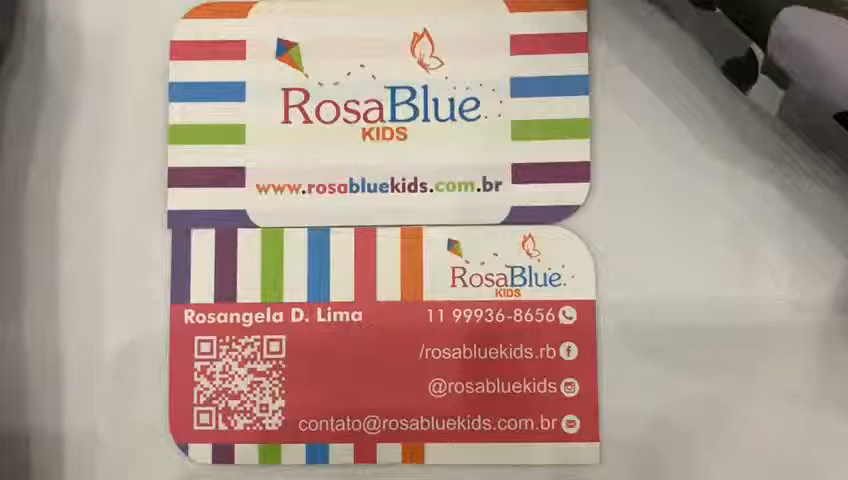 RosaBlue
KIDS
www.rosabluekids.com.br
RosaBlue
KIDS
Rosangela D. Lima
11 99936-8656
/rosabluekids.rb
@rosabluekids
contato@rosabluekids.com.br